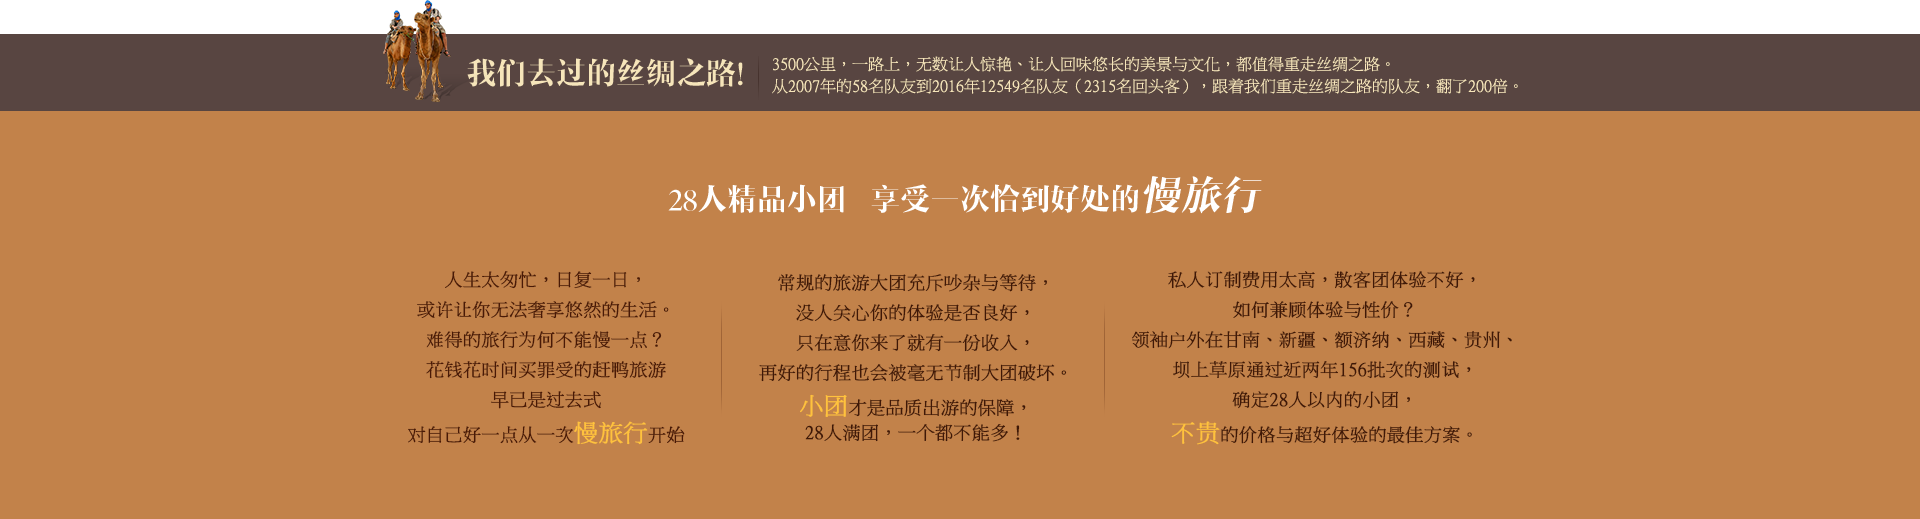 我们去过的丝绸之路!
3500公里，一路上，无数让人惊艳、让人回味悠长的美景与文化，都值得重走丝绸之路。
从2007年的58名队友到2016年12549名队友（2315名回头客），跟着我们重走丝绸之路的队友，翻了200倍。
28人精品小团 享受一次恰到好处的慢旅行
人生太匆忙，日复一日，
或许让你无法奢享悠然的生活。
难得的旅行为何不能慢一点？
花钱花时间买罪受的赶鸭旅游
早已是过去式
对自己好一点从一次慢旅行开始
常规的旅游大团充斥吵杂与等待，
没人关心你的体验是否良好，
只在意你来了就有一份收入，
再好的行程也会被毫无节制大团破坏。
小团才是品质出游的保障，
28人满团，一个都不能多！
私人订制费用太高，散客团体验不好，
如何兼顾体验与性价？
领袖户外在甘南、新疆、额济纳、西藏、贵州、
坝上草原通过近两年156批次的测试，
确定28人以内的小团，
不贵的价格与超好体验的最佳方案。